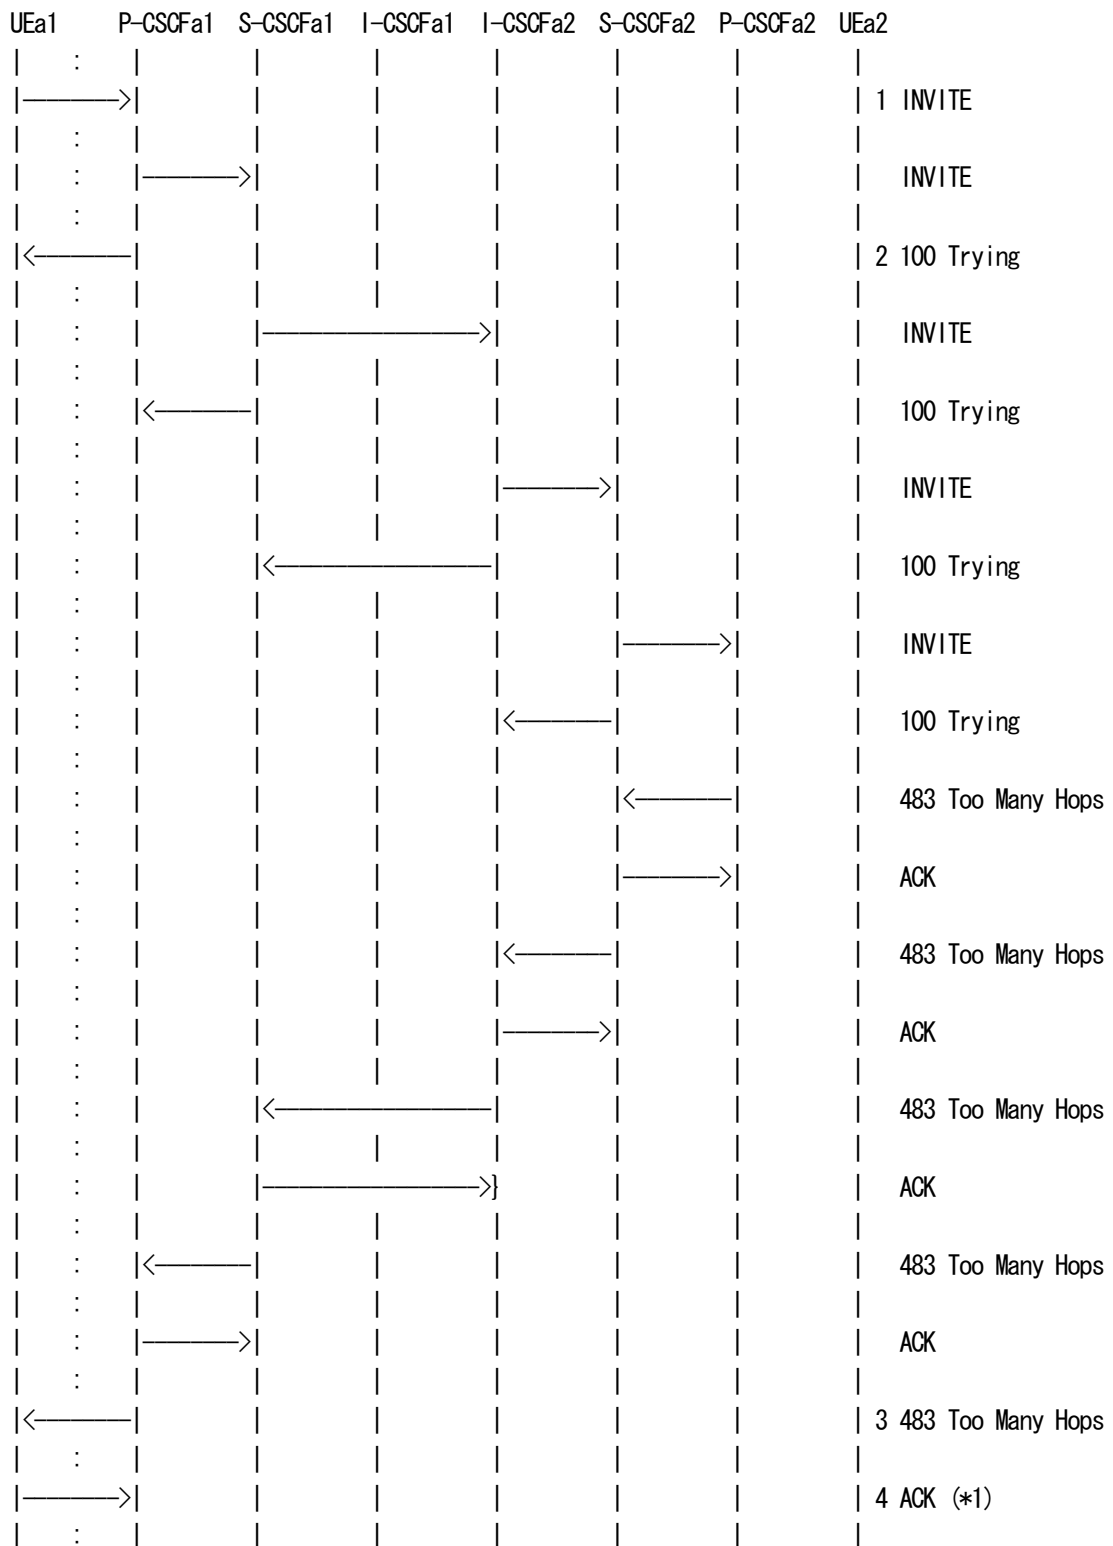 UEa1 P-CSCFa1 S-CSCFa1 I-CSCFa1 I-CSCFa2 S-CSCFa2 P-CSCFa2 UEa2
1 INVITE
INVITE
2 100 Trying
INVITE
100 Trying
INVITE
100 Trying
INVITE
100 Trying
483 Too Many Hops
ACK
483 Too Many Hops
ACK
483 Too Many Hops
ACK
483 Too Many Hops
ACK
3 483 Too Many Hops
4 ACK (*1)